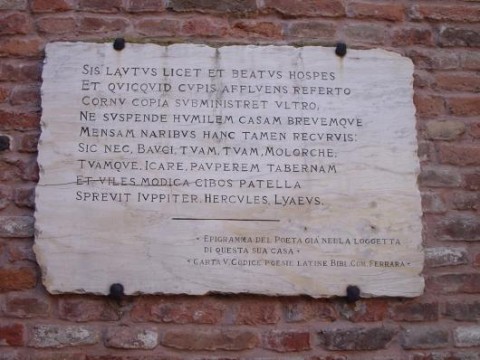 SIS LAVTVS LICET ET BEATVS HOSPES
ET QVICQVID CVPIS AFFLVENS REFERTO
CORNV COPIA SVBMINISTRET VLTRO,
NE SVSPENDE HVMILEM CASAM BREVEMQVE
MENSAM NARIBVS HANC TAMEN RECVRVIS:
SIC NEC, BAVCI, TVAM, TVAM, MOLORCHE,
TVAMQVE, ICARE, PAVPEREM TABERNAM
ET VILES MODICA CIBOS PATELLA
SPREVIT IVPPITER, HERCVLES, LYAEVS.
• EPIGRAMMA DEL POETA GIÀ NELLA LOGGETTA
DI QUESTA SUA CASA •
• CARTA V. CODICE POESIE LATINE BIBL. COM. FERRARA •